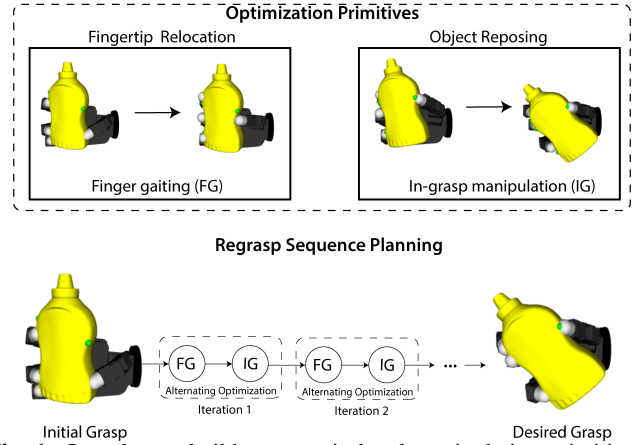 Optimization Primitives
Fingertip Relocation
Object Reposing
Finger gaiting (FG)
In-grasp manipulation (IG)
Regrasp Sequence Planning
FG
IG
FG
IG
...
Alternating Optimization
Alternating Optimization
Iteration 1
Iteration 2
Initial Grasp
Desired Grasp